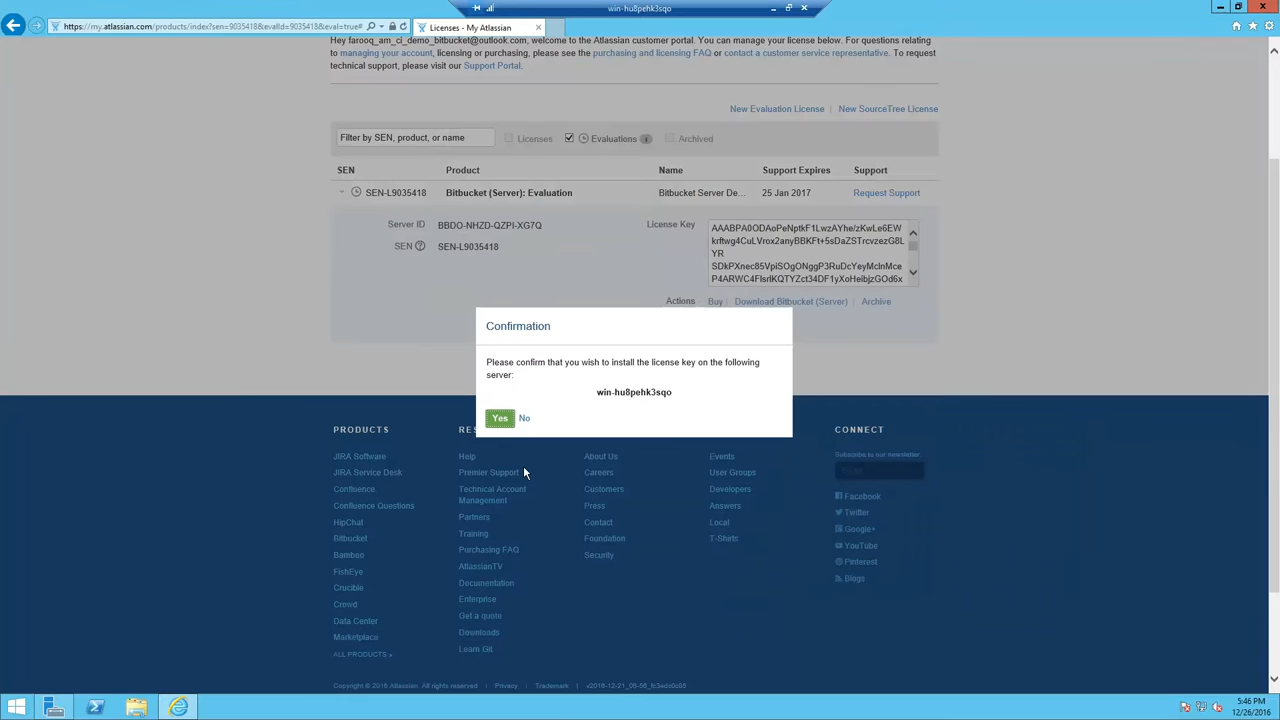 win-hu8pehk3sqo
https://my.atlassian.com/products/index?sen=9035418&evalId=9035418&eval=true#
Licenses - My Atlassian
Hey farooq_am_ci_demo_bitbucket@outlook.com, welcome to the Atlassian customer portal. You can manage your license below. For questions relating
to managing your account, licensing or purchasing, please see the purchasing and licensing FAQ or contact a customer service representative. To request
technical support, please visit our Support Portal.
New Evaluation License | New SourceTree License
Filter by SEN, product, or name Licenses Evaluations Archived
SEN Product Name Support Expires Support
SEN-L9035418 Bitbucket (Server): Evaluation Bitbucket Server De... 25 Jan 2017 Request Support
Server ID BBDO-NHZD-QZPI-XG7Q License Key
SEN SEN-L9035418
AAABPA0ODAoPeNptkF1LwzAYhe/zKwLe6EW
krftwg4CuLVrox2anyBBKFt+5sDaZSTrcvzezG8L
YR
SDkPXnec85VpiSOgONggP3RuDcYeyMcInMce
P4ARWC4FIsrlKQTYZct34DF1yXoHeibjzGOd6x
Actions Buy | Download Bitbucket (Server) | Archive
Confirmation
Please confirm that you wish to install the license key on the following
server:
win-hu8pehk3sqo
Yes No
PRODUCTS
JIRA Software
JIRA Service Desk
Confluence
Confluence Questions
HipChat
Bitbucket
Bamboo
FishEye
Crucible
Crowd
Data Center
Marketplace
ALL PRODUCTS »
RES
Help
Premier Support
Technical Account
Management
Partners
Training
Purchasing FAQ
AtlassianTV
Documentation
Enterprise
Get a quote
Downloads
Learn Git
About Us
Careers
Customers
Press
Contact
Foundation
Security
Events
User Groups
Developers
Answers
Local
T-Shirts
CONNECT
Subscribe to our newsletter:
Facebook
Twitter
Google+
YouTube
Pinterest
Blogs
Copyright © 2016 Atlassian. All rights reserved | Privacy | Trademark |
5:46 PM
12/26/2016